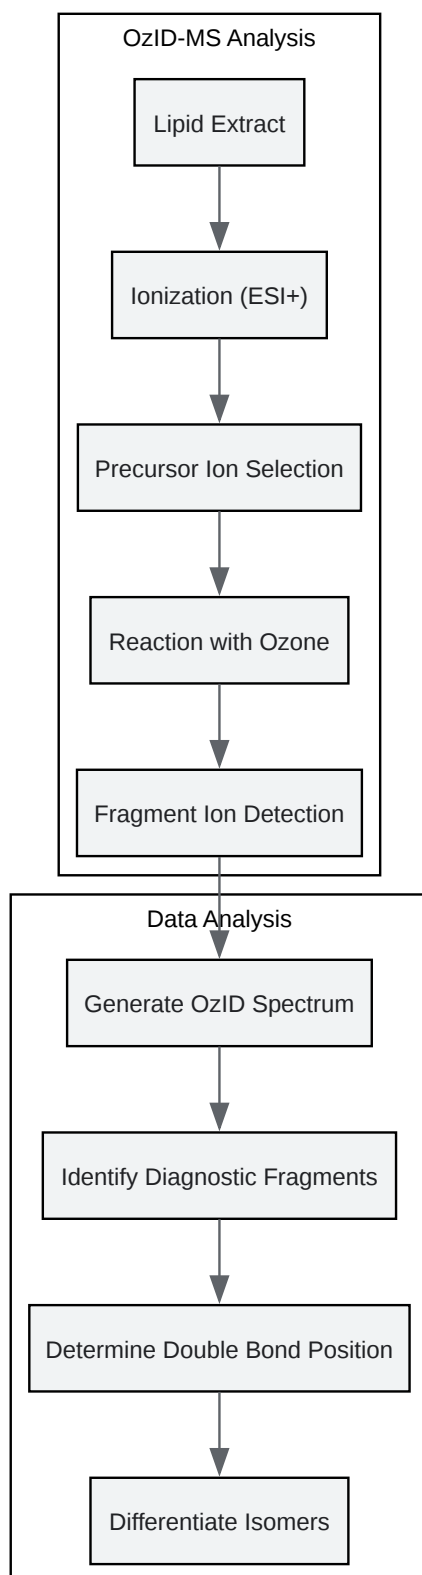 OzID-MS Analysis
Lipid Extract
Ionization (ESI+)
Precursor Ion Selection
Reaction with Ozone
Fragment Ion Detection
Data Analysis
Generate OzID Spectrum
Identify Diagnostic Fragments
Determine Double Bond Position
Differentiate Isomers